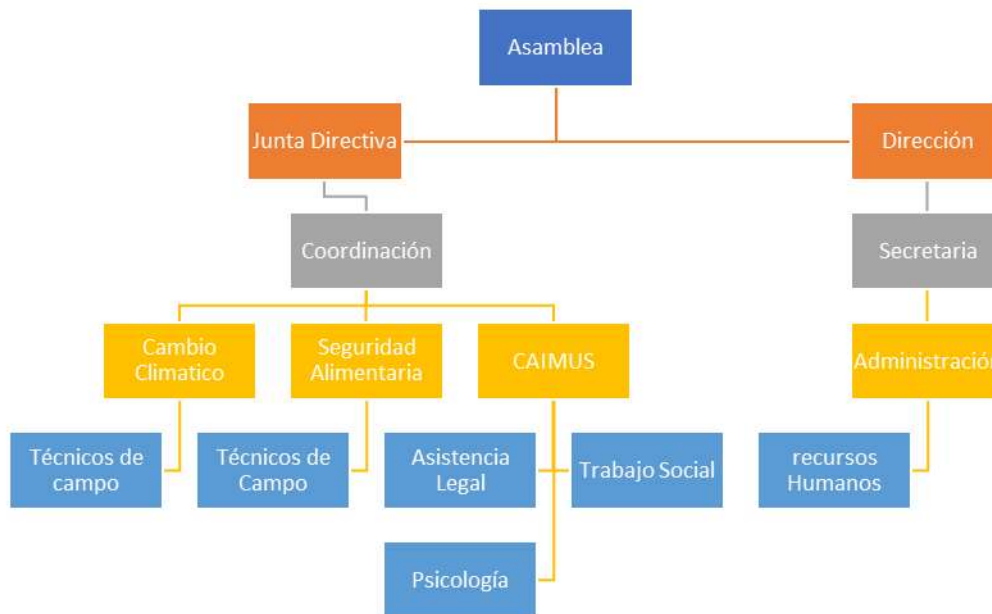 Asamblea
Junta Directiva
Dirección
Coordinación
Secretaria
Cambio
Climatico
Seguridad
Alimentaria
CAIMUS
Administración
Técnicos de
campo
Técnicos de
Campo
Asistencia
Legal
Trabajo Social
recursos
Humanos
Psicología